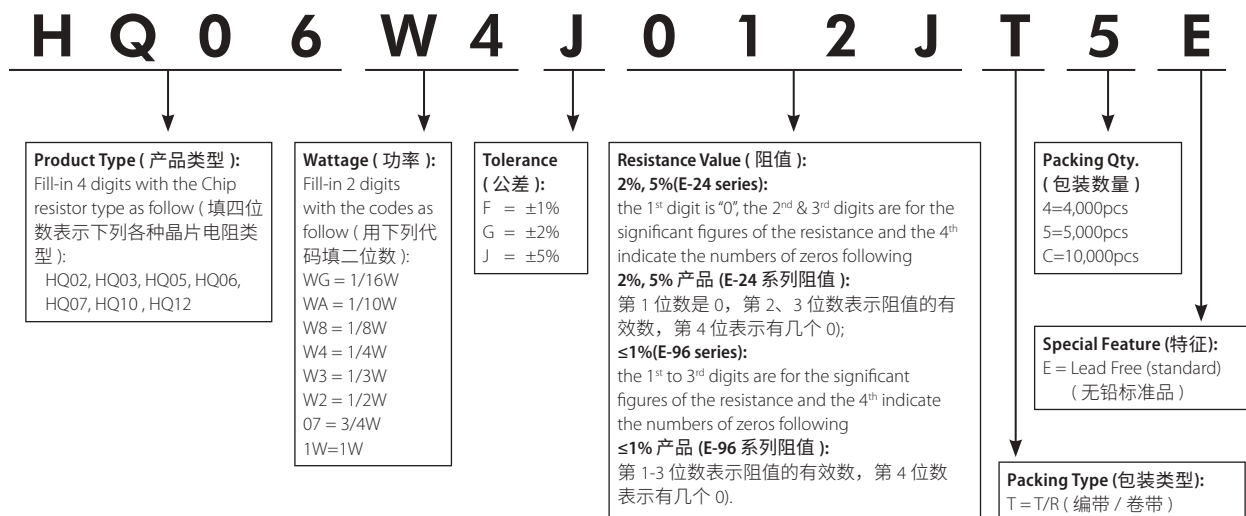 H Q 0 6 W 4 J 0 1 2 J T 5 E
Product Type ( 产品类型 ):
Fill-in 4 digits with the Chip
resistor type as follow ( 填四位
数表示下列各种晶片电阻类
型 ):
HQ02, HQ03, HQ05, HQ06,
HQ07, HQ10 , HQ12
Wattage ( 功率 ):
Fill-in 2 digits
with the codes as
follow ( 用下列代
码填二位数 ):
WG = 1/16W
WA = 1/10W
W8 = 1/8W
W4 = 1/4W
W3 = 1/3W
W2 = 1/2W
07 = 3/4W
1W=1W
Tolerance
( 公差 ):
F = ±1%
G = ±2%
J = ±5%
Resistance Value ( 阻值 ):
2%, 5%(E-24 series):
the 1st digit is "0", the 2nd & 3rd digits are for the
significant figures of the resistance and the 4th
indicate the numbers of zeros following
2%, 5% 产品 (E-24 系列阻值 ):
第 1 位数是 0，第 2、3 位数表示阻值的有
效数，第 4 位表示有几个 0);
≤1%(E-96 series):
the 1st to 3rd digits are for the significant
figures of the resistance and the 4th indicate
the numbers of zeros following
≤1% 产品 (E-96 系列阻值 ):
第 1-3 位数表示阻值的有效数，第 4 位数
表示有几个 0).
Packing Qty.
( 包装数量 )
4=4,000pcs
5=5,000pcs
C=10,000pcs
Special Feature (特征):
E = Lead Free (standard)
( 无铅标准品 )
Packing Type (包装类型):
T = T/R ( 编带 / 卷带 )